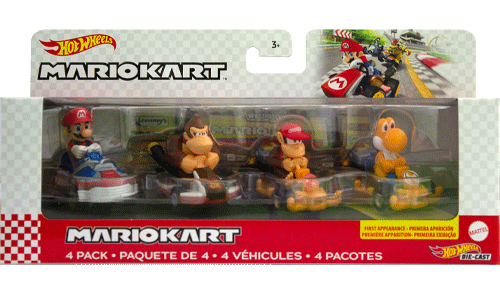 Hot Wheels
3+
MARIOKART
MARIOKART
FIRST APPEARANCE • PRIMERA APARICIÓN
PREMIÈRE APPARITION • PRIMEIRA EXIBIÇÃO
MATTEL
4 PACK • PAQUETE DE 4 • 4 VÉHICULES • 4 PACOTES
Hot Wheels
DIE-CAST